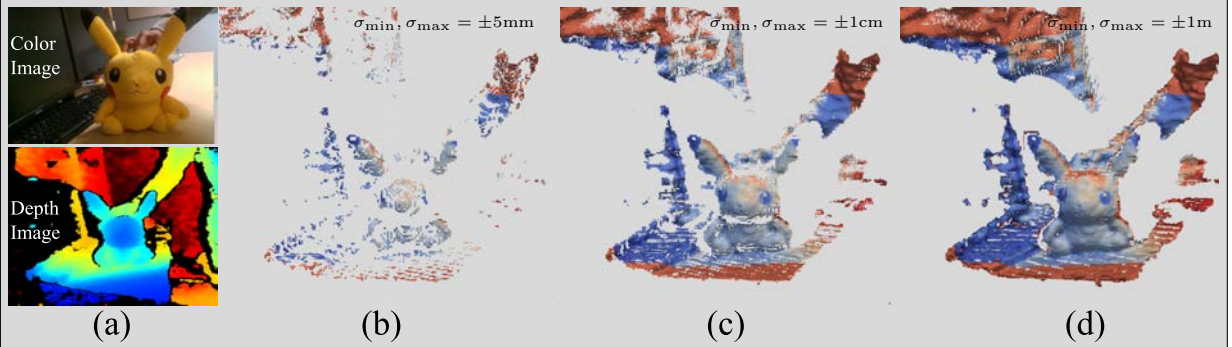 Color
Image
Depth
Image
σmin, σmax = ±5mm
σmin, σmax = ±1cm
σmin, σmax = ±1m
(a)
(b)
(c)
(d)